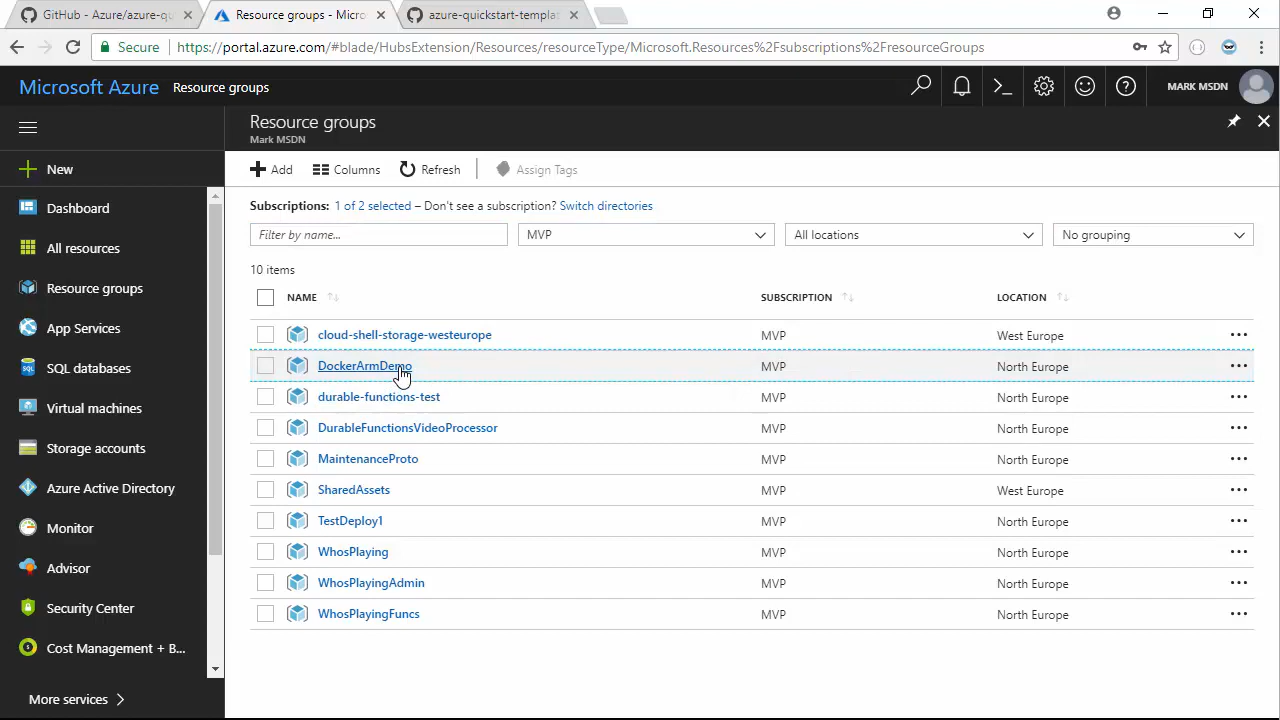 GitHub - Azure/azure-qu
Resource groups - Micro
azure-quickstart-templat
Secure
https://portal.azure.com/#blade/HubsExtension/Resources/resourceType/Microsoft.Resources%2Fsubscriptions%2FresourceGroups
Microsoft Azure Resource groups
MARK MSDN
Resource groups
Mark MSDN
New
Dashboard
All resources
Resource groups
App Services
SQL databases
Virtual machines
Storage accounts
Azure Active Directory
Monitor
Advisor
Security Center
Cost Management + B...
More services
Add Columns Refresh Assign Tags
Subscriptions: 1 of 2 selected – Don't see a subscription? Switch directories
Filter by name... MVP All locations No grouping
10 items
NAME SUBSCRIPTION LOCATION
cloud-shell-storage-westeurope MVP West Europe
DockerArmDemo MVP North Europe
durable-functions-test MVP North Europe
DurableFunctionsVideoProcessor MVP North Europe
MaintenanceProto MVP North Europe
SharedAssets MVP West Europe
TestDeploy1 MVP North Europe
WhosPlaying MVP North Europe
WhosPlayingAdmin MVP North Europe
WhosPlayingFuncs MVP North Europe